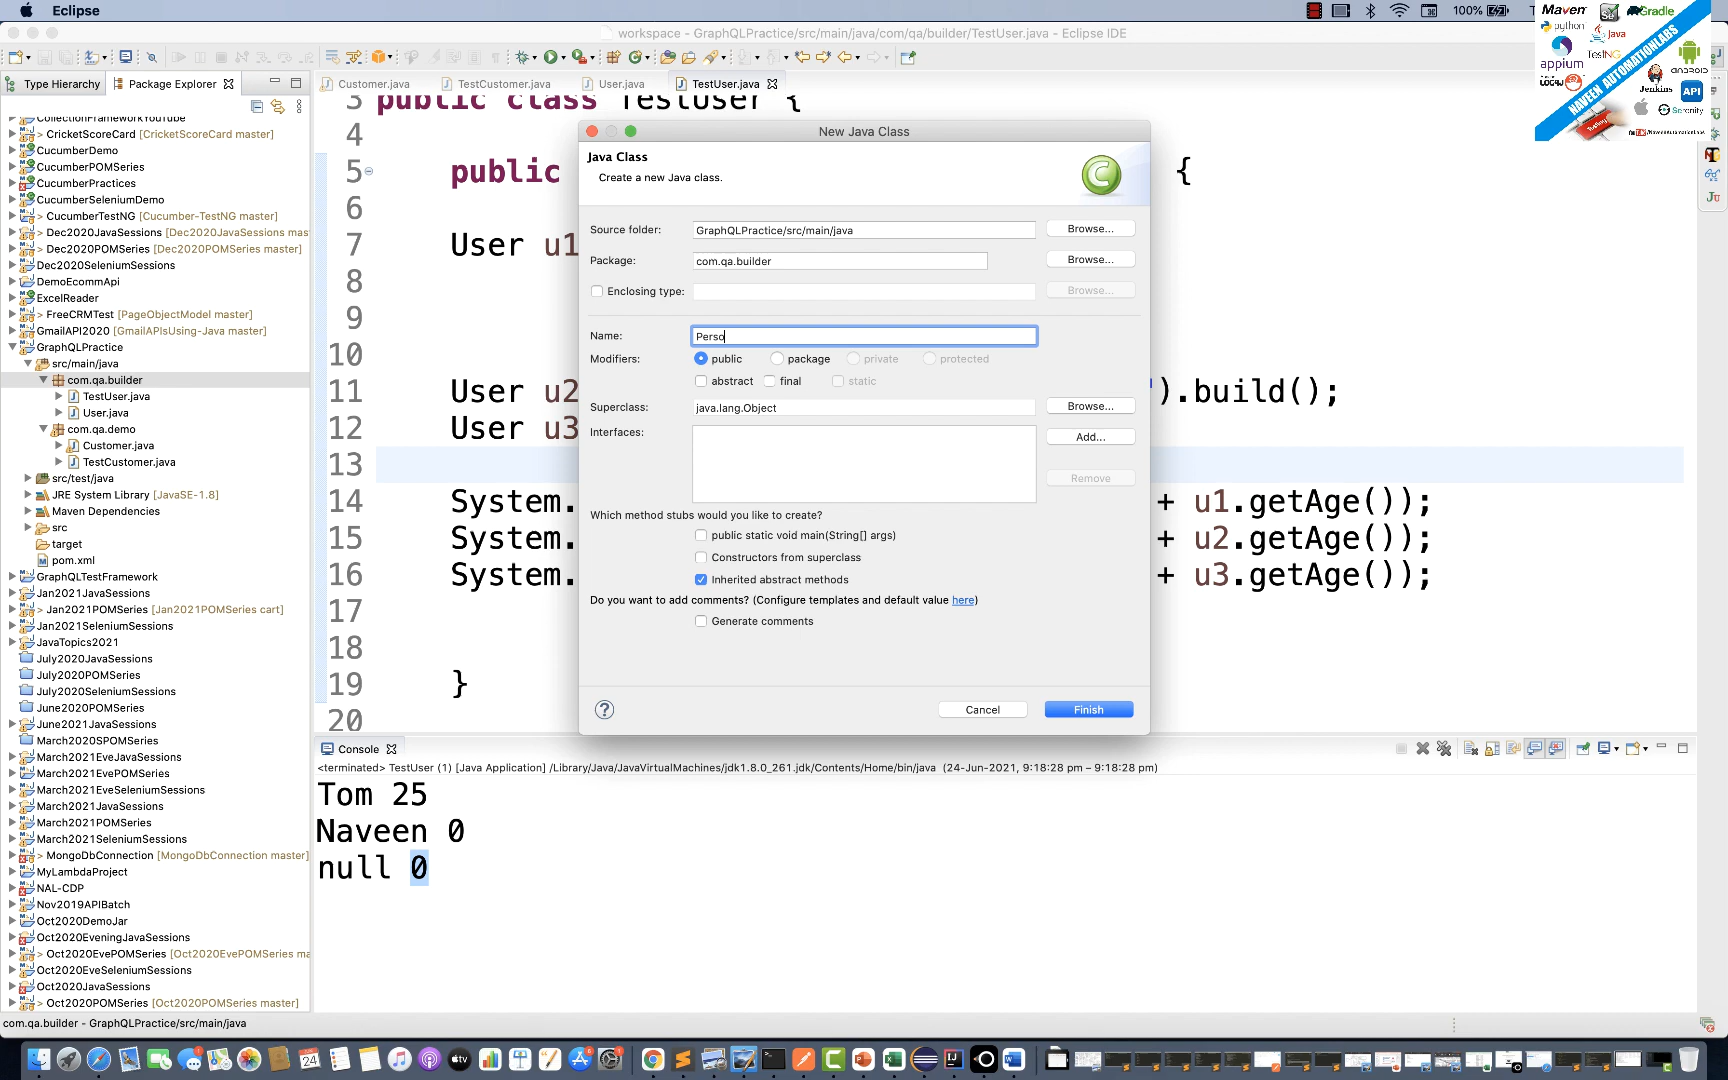 Eclipse
100%
workspace - GraphQLPractice/src/main/java/com/qa/builder/TestUser.java - Eclipse IDE
Maven
Gradle
python
Java
TestNG
appium
ANDROID
Jenkins
API
Serenity
NAVEEN AUTOMATIONLABS
Type Hierarchy
Package Explorer
Customer.java
TestCustomer.java
User.java
TestUser.java
CollectionFrameworkYouTube
> CricketScoreCard [CricketScoreCard master]
CucumberDemo
CucumberPOMSeries
CucumberPractices
CucumberSeleniumDemo
> CucumberTestNG [Cucumber-TestNG master]
> Dec2020JavaSessions [Dec2020JavaSessions mas
> Dec2020POMSeries [Dec2020POMSeries master]
Dec2020SeleniumSessions
DemoEcommApi
ExcelReader
> FreeCRMTest [PageObjectModel master]
GmailAPI2020 [GmailAPIsUsing-Java master]
GraphQLPractice
src/main/java
com.qa.builder
TestUser.java
User.java
com.qa.demo
Customer.java
TestCustomer.java
src/test/java
JRE System Library [JavaSE-1.8]
Maven Dependencies
src
target
pom.xml
GraphQLTestFramework
Jan2021JavaSessions
> Jan2021POMSeries [Jan2021POMSeries cart]
Jan2021SeleniumSessions
JavaTopics2021
July2020JavaSessions
July2020POMSeries
July2020SeleniumSessions
June2020POMSeries
June2021JavaSessions
March2020SPOMSeries
March2021EveJavaSessions
March2021EvePOMSeries
March2021EveSeleniumSessions
March2021JavaSessions
March2021POMSeries
March2021SeleniumSessions
> MongoDbConnection [MongoDbConnection master]
MyLambdaProject
NAL-CDP
Nov2019APIBatch
Oct2020DemoJar
Oct2020EveningJavaSessions
> Oct2020EvePOMSeries [Oct2020EvePOMSeries ma
Oct2020EveSeleniumSessions
Oct2020JavaSessions
> Oct2020POMSeries [Oct2020POMSeries master]
3 public class TestUser {
4
5 public {
6
7 User u1
8
9
10
11 User u2 ).build();
12 User u3
13
14 System. + u1.getAge());
15 System. + u2.getAge());
16 System. + u3.getAge());
17
18
19 }
20
New Java Class
Java Class
Create a new Java class.
Source folder: GraphQLPractice/src/main/java Browse...
Package: com.qa.builder Browse...
Enclosing type: Browse...
Name: Perso
Modifiers: public package private protected
abstract final static
Superclass: java.lang.Object Browse...
Interfaces: Add...
Remove
Which method stubs would you like to create?
public static void main(String[] args)
Constructors from superclass
Inherited abstract methods
Do you want to add comments? (Configure templates and default value here)
Generate comments
Cancel Finish
Console
<terminated> TestUser (1) [Java Application] /Library/Java/JavaVirtualMachines/jdk1.8.0_261.jdk/Contents/Home/bin/java (24-Jun-2021, 9:18:28 pm – 9:18:28 pm)
Tom 25
Naveen 0
null 0
com.qa.builder - GraphQLPractice/src/main/java